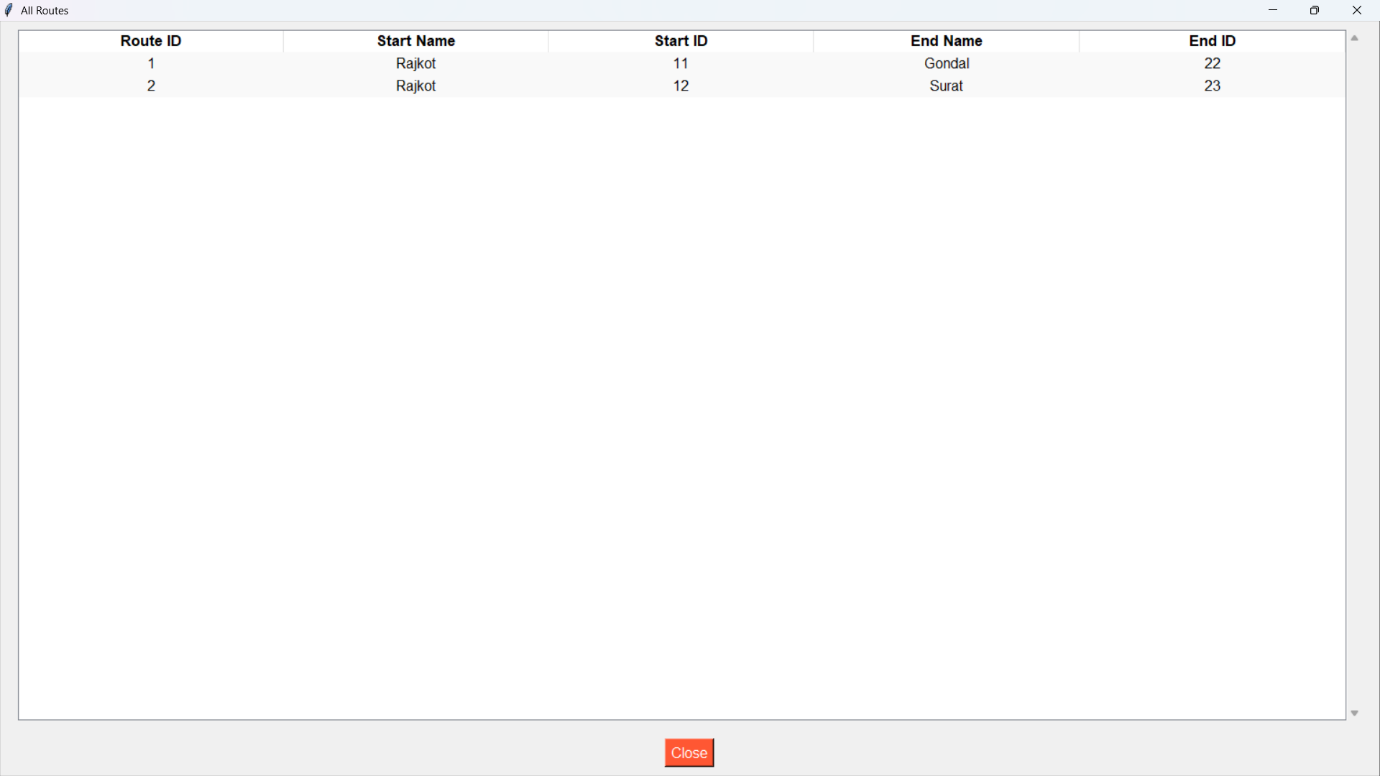 All Routes
Route ID Start Name Start ID End Name End ID
1 Rajkot 11 Gondal 22
2 Rajkot 12 Surat 23
Close